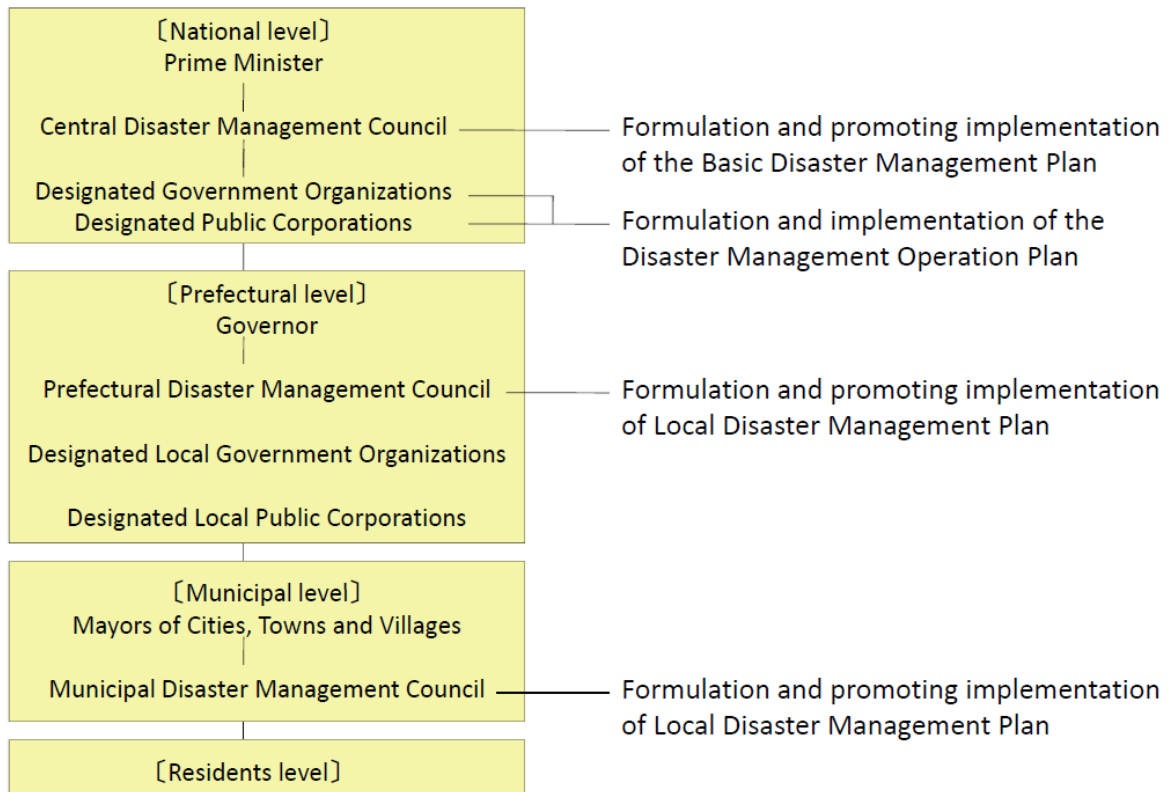 〔National level〕
Prime Minister
Central Disaster Management Council
Formulation and promoting implementation
of the Basic Disaster Management Plan
Designated Government Organizations
Designated Public Corporations
Formulation and implementation of the
Disaster Management Operation Plan
〔Prefectural level〕
Governor
Prefectural Disaster Management Council
Formulation and promoting implementation
of Local Disaster Management Plan
Designated Local Government Organizations
Designated Local Public Corporations
〔Municipal level〕
Mayors of Cities, Towns and Villages
Municipal Disaster Management Council
Formulation and promoting implementation
of Local Disaster Management Plan
〔Residents level〕